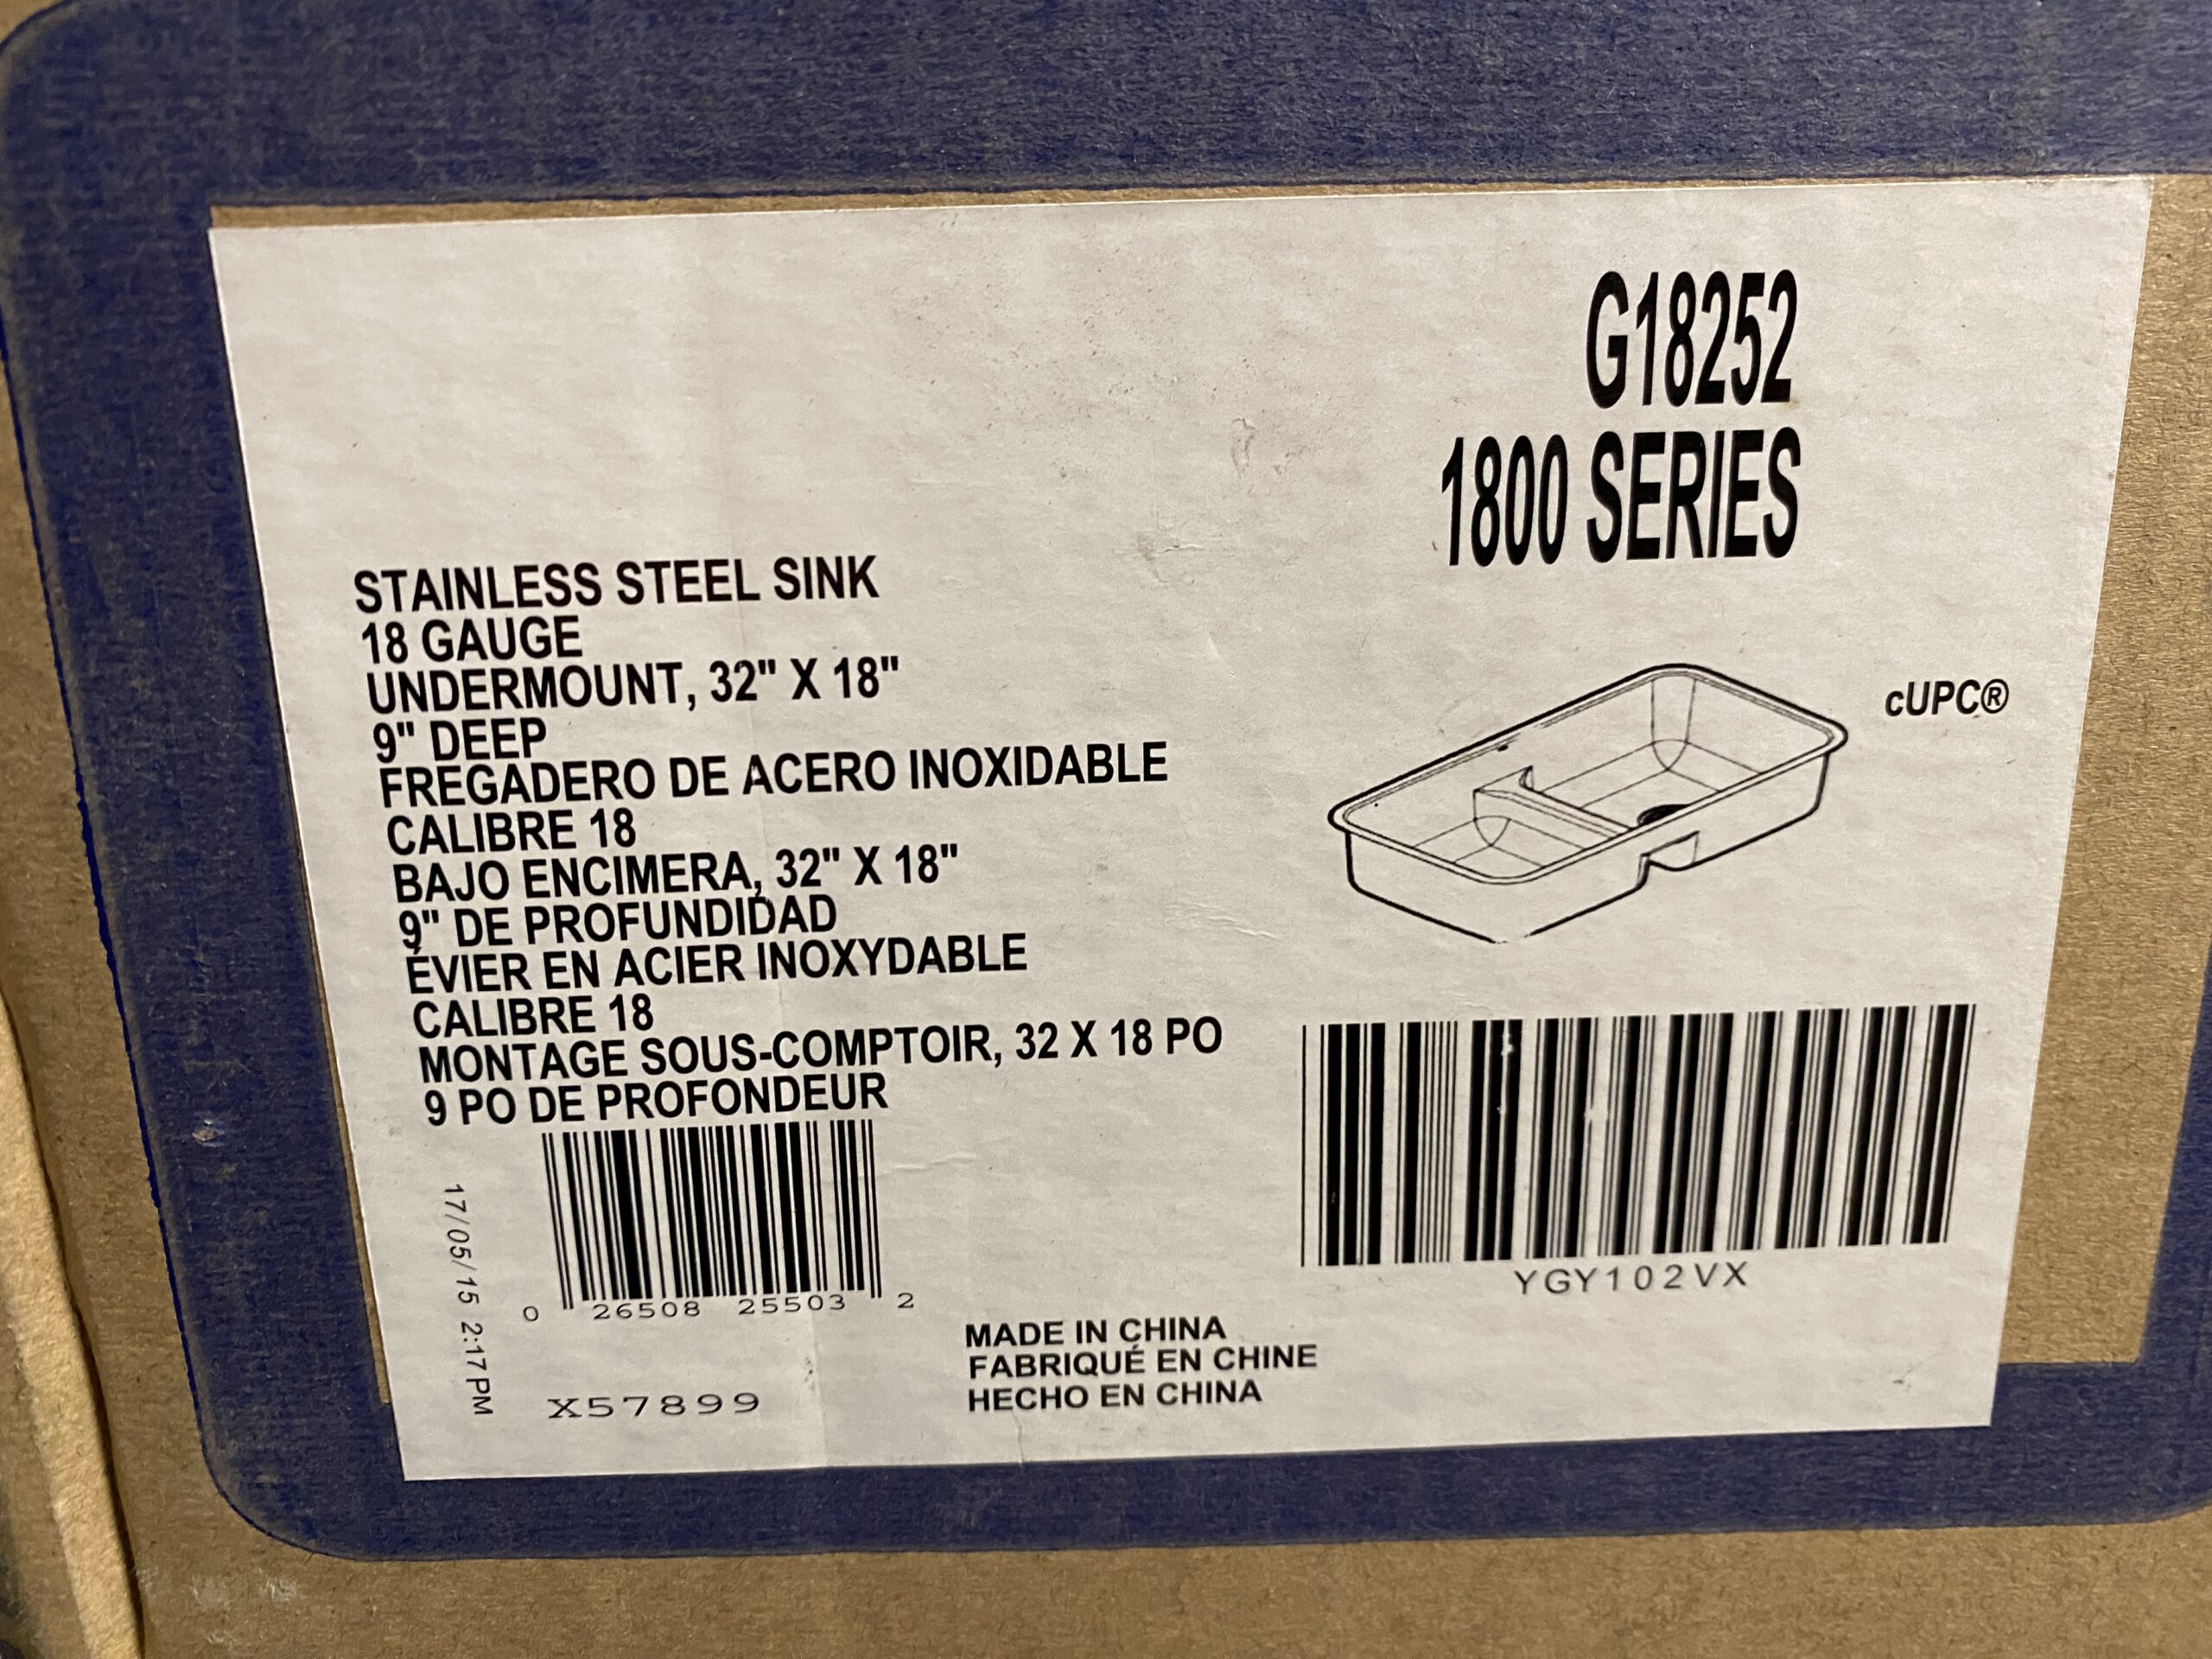 G18252
1800 SERIES
STAINLESS STEEL SINK
18 GAUGE
UNDERMOUNT, 32" X 18"
9" DEEP
FREGADERO DE ACERO INOXIDABLE
CALIBRE 18
BAJO ENCIMERA, 32" X 18"
9" DE PROFUNDIDAD
ÉVIER EN ACIER INOXYDABLE
CALIBRE 18
MONTAGE SOUS-COMPTOIR, 32 X 18 PO
9 PO DE PROFONDEUR
cUPC®
17/05/15 2:17 PM
0 26508 25503 2
X57899
YGY102VX
MADE IN CHINA
FABRIQUÉ EN CHINE
HECHO EN CHINA